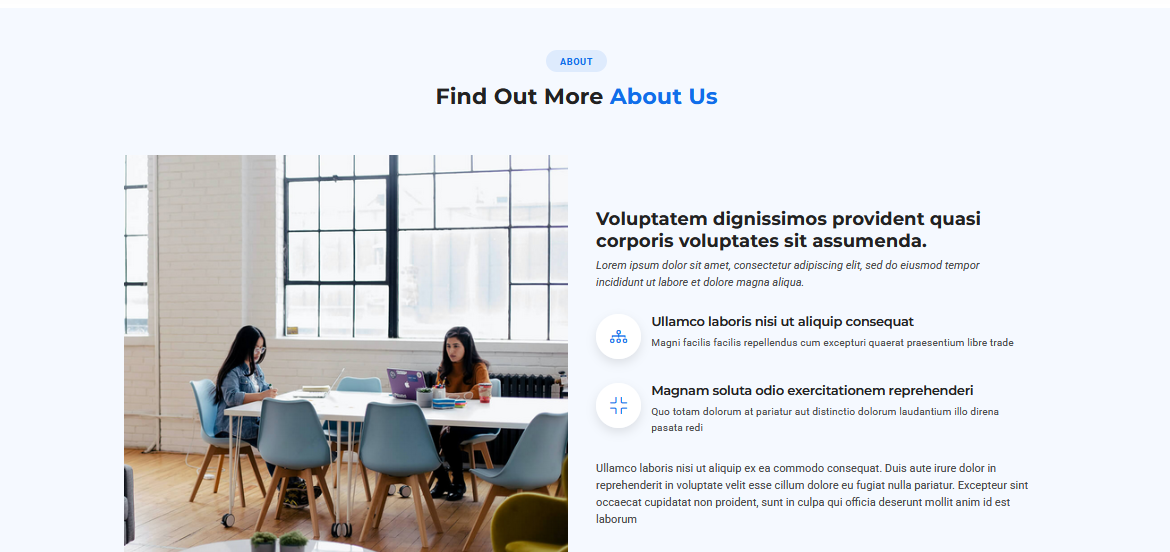 ABOUT
Find Out More About Us
Voluptatem dignissimos provident quasi
corporis voluptates sit assumenda.
Lorem ipsum dolor sit amet, consectetur adipiscing elit, sed do eiusmod tempor
incididunt ut labore et dolore magna aliqua.
Ullamco laboris nisi ut aliquip consequat
Magni facilis facilis repellendus cum excepturi quaerat praesentium libre trade
Magnam soluta odio exercitationem reprehenderi
Quo totam dolorum at pariatur aut distinctio dolorum laudantium illo direna
pasata redi
Ullamco laboris nisi ut aliquip ex ea commodo consequat. Duis aute irure dolor in
reprehenderit in voluptate velit esse cillum dolore eu fugiat nulla pariatur. Excepteur sint
occaecat cupidatat non proident, sunt in culpa qui officia deserunt mollit anim id est
laborum